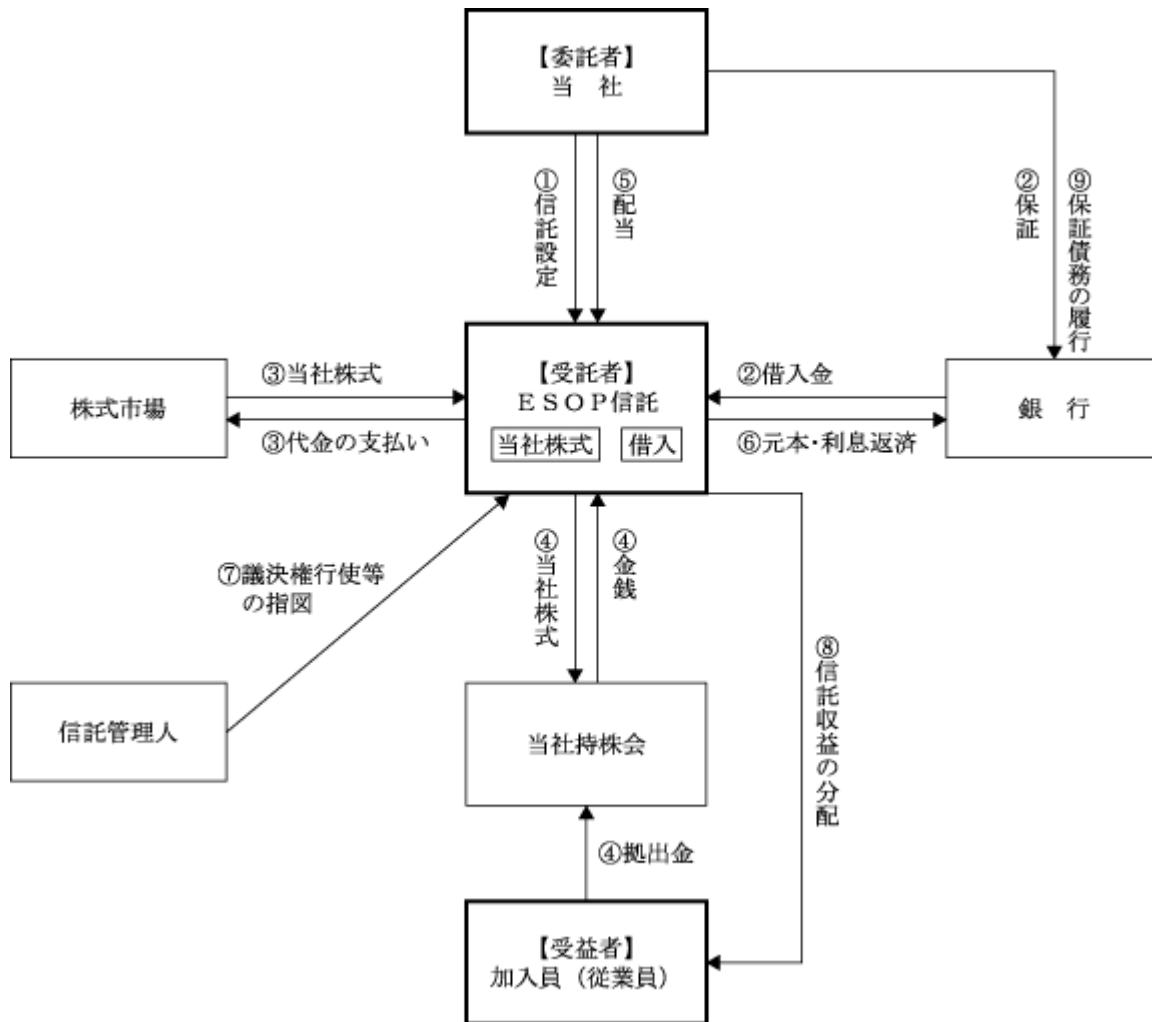 【委託者】
当　社
①信託設定
⑤配当
②保証
⑨保証債務の履行
株式市場
③当社株式
③代金の支払い
【受託者】
ＥＳＯＰ信託
当社株式
借入
②借入金
⑥元本・利息返済
銀　行
⑦議決権行使等
の指図
④当社株式
④金銭
⑧信託収益の分配
信託管理人
当社持株会
④拠出金
【受益者】
加入員（従業員）